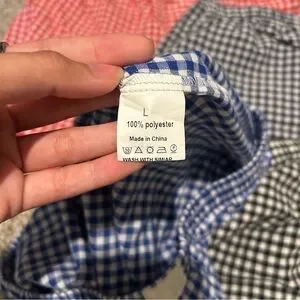 L
100% polyester
Made in China
WASH WITH SIMIAR